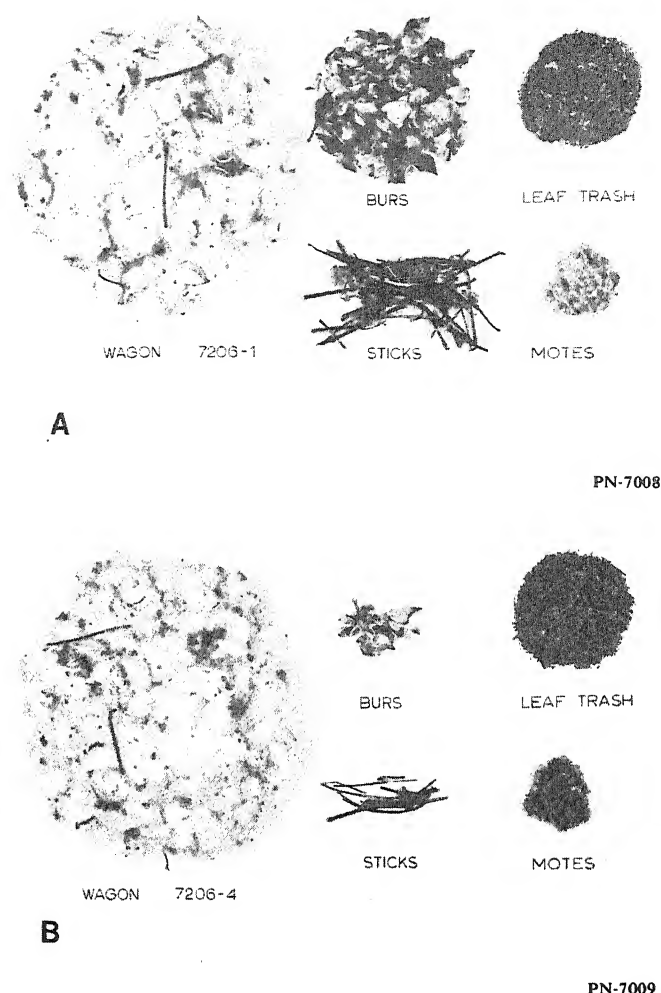 BURS
LEAF TRASH
WAGON 7206-1
STICKS
MOTES
A
PN-7008
BURS
LEAF TRASH
STICKS
MOTES
WAGON 7206-4
B
PN-7009